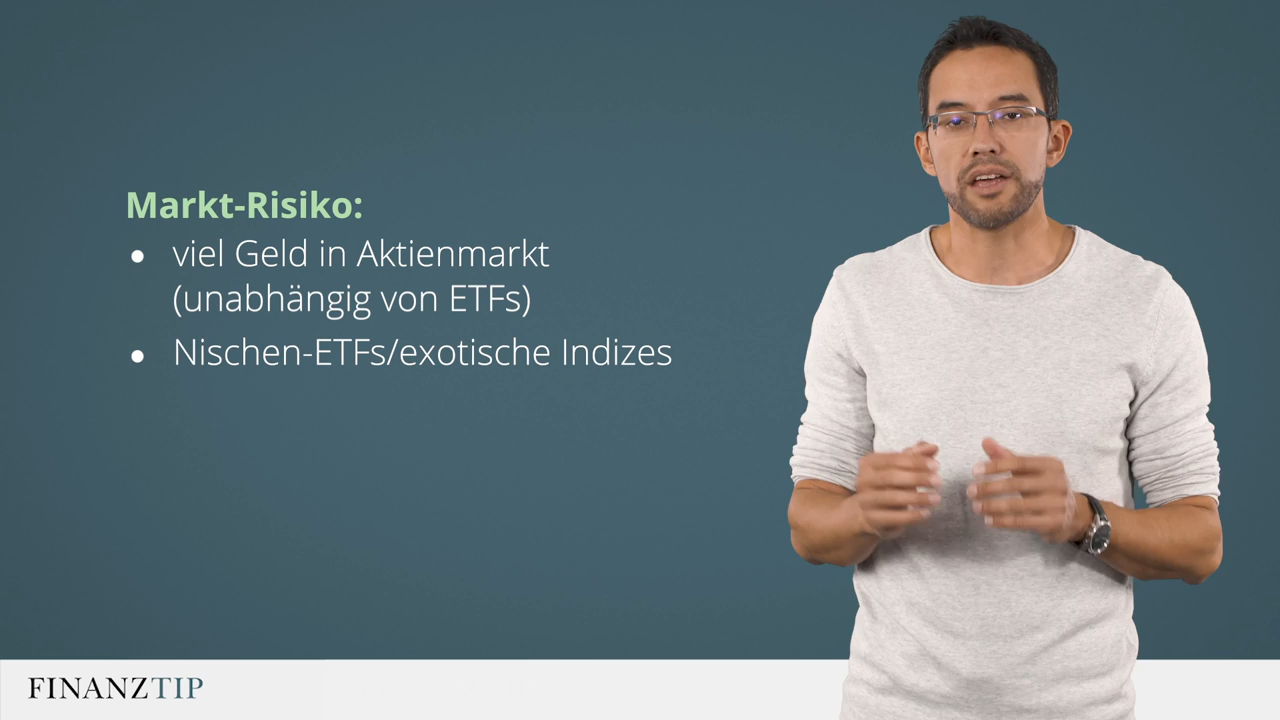 Markt-Risiko:
• viel Geld in Aktienmarkt
(unabhängig von ETFs)
• Nischen-ETFs/exotische Indizes
FINANZTIP